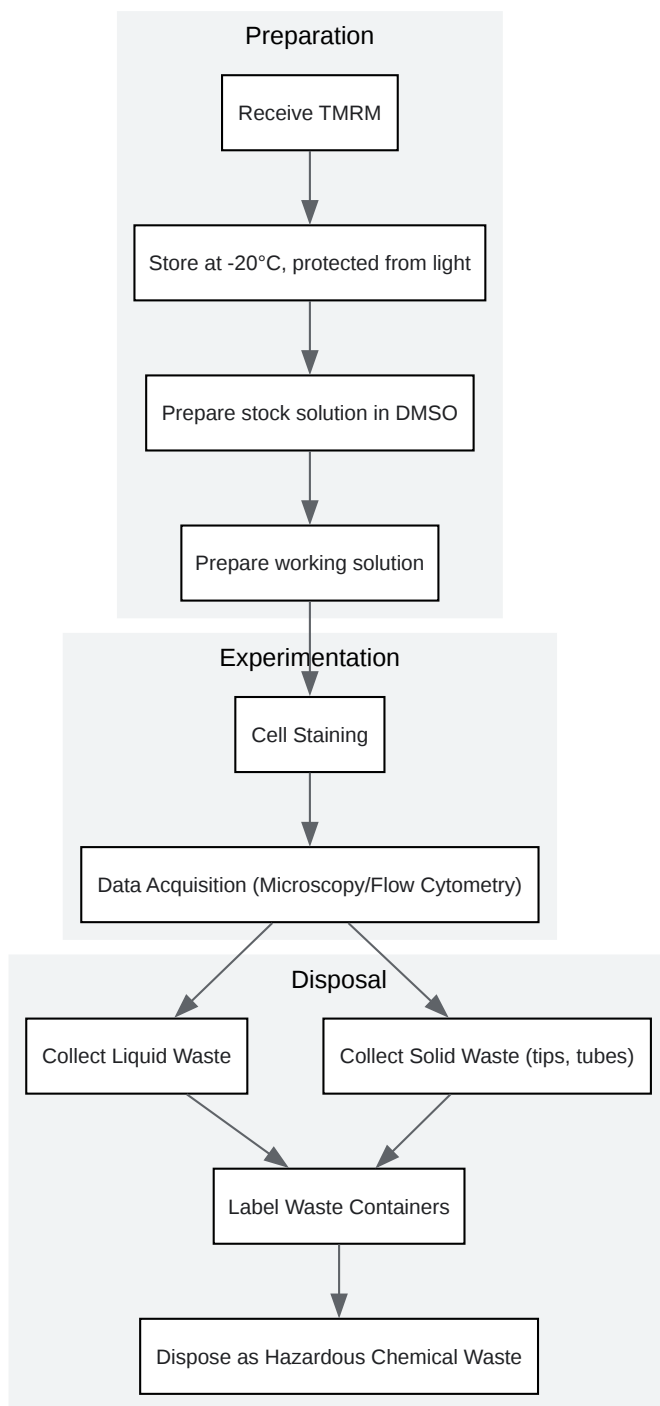 Preparation
Receive TMRM
Store at -20°C, protected from light
Prepare stock solution in DMSO
Prepare working solution
Experimentation
Cell Staining
Data Acquisition (Microscopy/Flow Cytometry)
Disposal
Collect Liquid Waste
Collect Solid Waste (tips, tubes)
Label Waste Containers
Dispose as Hazardous Chemical Waste